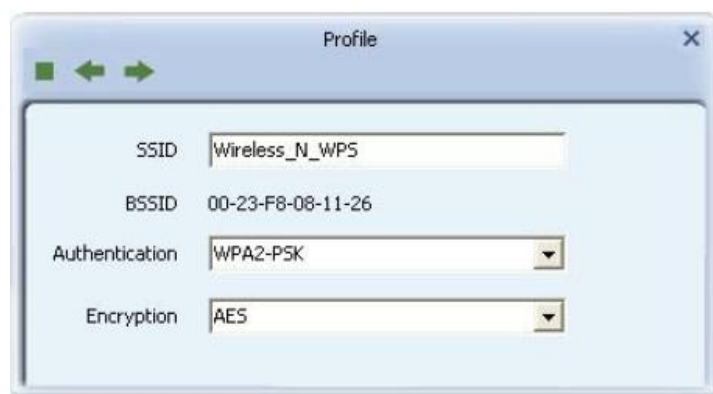 Profile
SSID Wireless_N_WPS
BSSID 00-23-F8-08-11-26
Authentication WPA2-PSK
Encryption AES